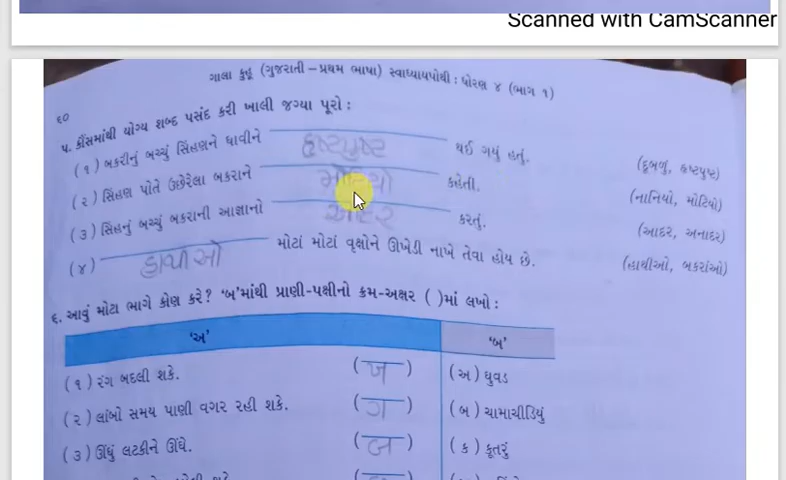 Scanned with CamScanner
ગાલા કુહૂ (ગુજરાતી – પ્રથમ ભાષા) સ્વાધ્યાયપોથી : ધોરણ ૪ (ભાગ ૧)
૬૦
૫. કૌંસમાંથી યોગ્ય શબ્દ પસંદ કરી ખાલી જગ્યા પૂરો :
(૧) બકરીનું બચ્ચું સિંહણને ધાવીને હૃષ્ટપુષ્ટ થઈ ગયું હતું. (દૂબળું, હૃષ્ટપુષ્ટ)
(૨) સિંહણ પોતે ઉછેરેલા બકરાને મોટિયો કહેતી. (નાનિયો, મોટિયો)
(૩) સિંહનું બચ્ચું બકરાની આજ્ઞાનો આદર કરતું. (આદર, અનાદર)
(૪) હાથીઓ મોટાં મોટાં વૃક્ષોને ઊખેડી નાખે તેવા હોય છે. (હાથીઓ, બકરાંઓ)
૬. આવું મોટા ભાગે કોણ કરે? ‘બ’માંથી પ્રાણી-પક્ષીનો ક્રમ-અક્ષર ( )માં લખો :
‘અ’ ‘બ’
(૧) રંગ બદલી શકે. (જ) (અ) ઘુવડ
(૨) લાંબો સમય પાણી વગર રહી શકે. (ગ) (બ) ચામાચીડિયું
(૩) ઊંધું લટકીને ઊંઘે. (બ) (ક) કૂતરું